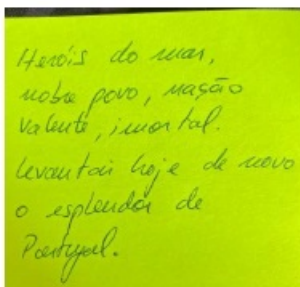 Heróis do mar,
nobre povo, nação
valente, imortal.
Levantai hoje de novo
o esplendor de
Portugal.